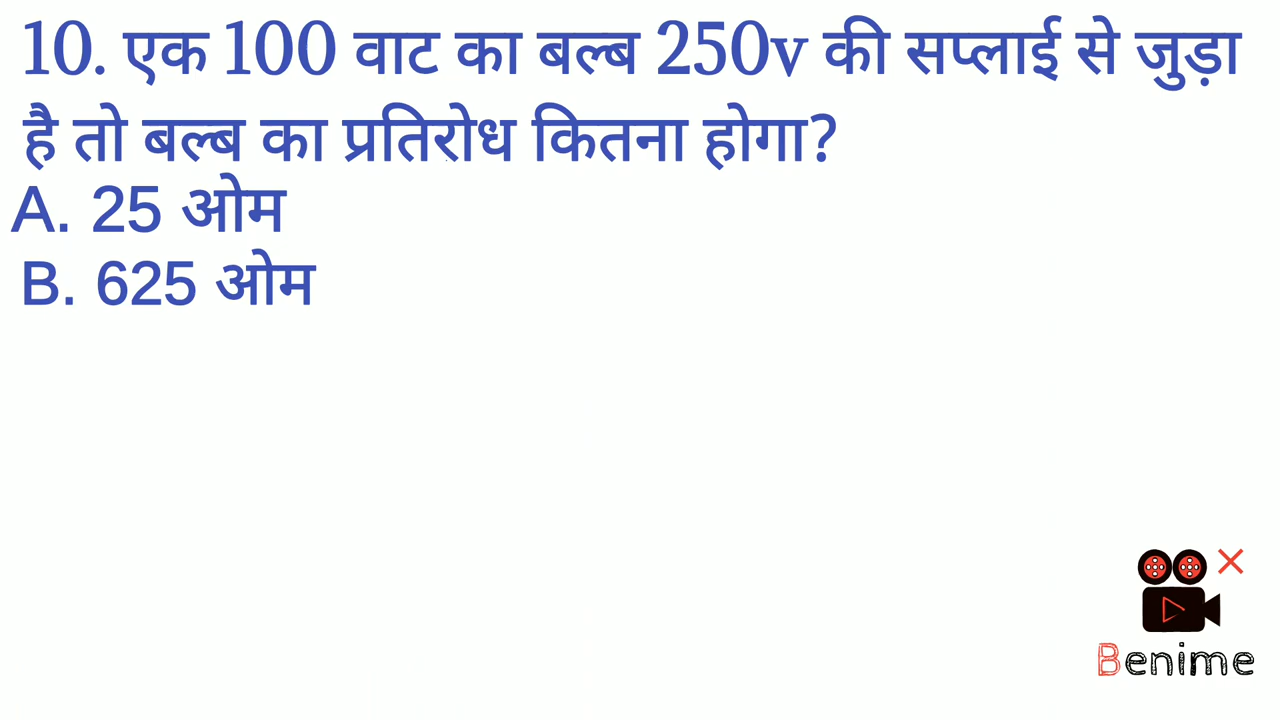 10. एक 100 वाट का बल्ब 250v की सप्लाई से जुड़ा
है तो बल्ब का प्रतिरोध कितना होगा?
A. 25 ओम
B. 625 ओम
Benime